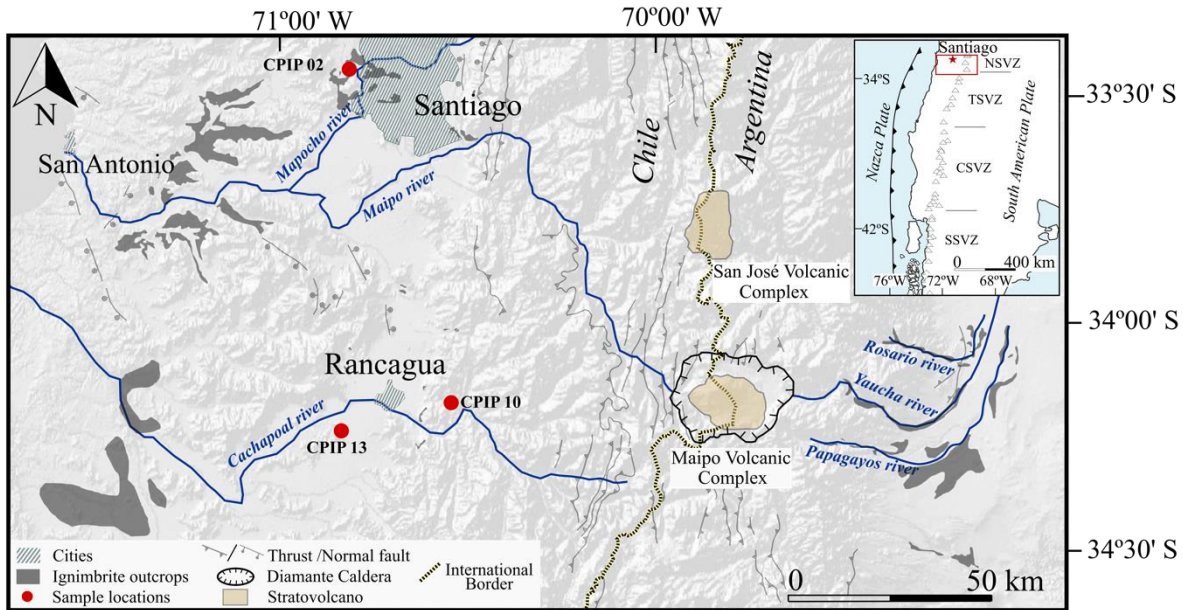 71º00' W
70º00' W
CPIP 02
Santiago
Chile
Argentina
N
San Antonio
Mapocho river
Maipo river
33º30' S
Santiago
NSVZ
34ºS
TSVZ
Nazca Plate
CSVZ
South American Plate
42ºS
SSVZ
0 400 km
76ºW
72ºW
68ºW
San José Volcanic
Complex
34º00' S
Rancagua
Rosario river
Yaucha river
CPIP 10
Cachapoal river
CPIP 13
Papagayos river
Maipo Volcanic
Complex
Cities
Ignimbrite outcrops
Sample locations
Thrust /Normal fault
Diamante Caldera
Stratovolcano
International
Border
0 50 km
34º30' S